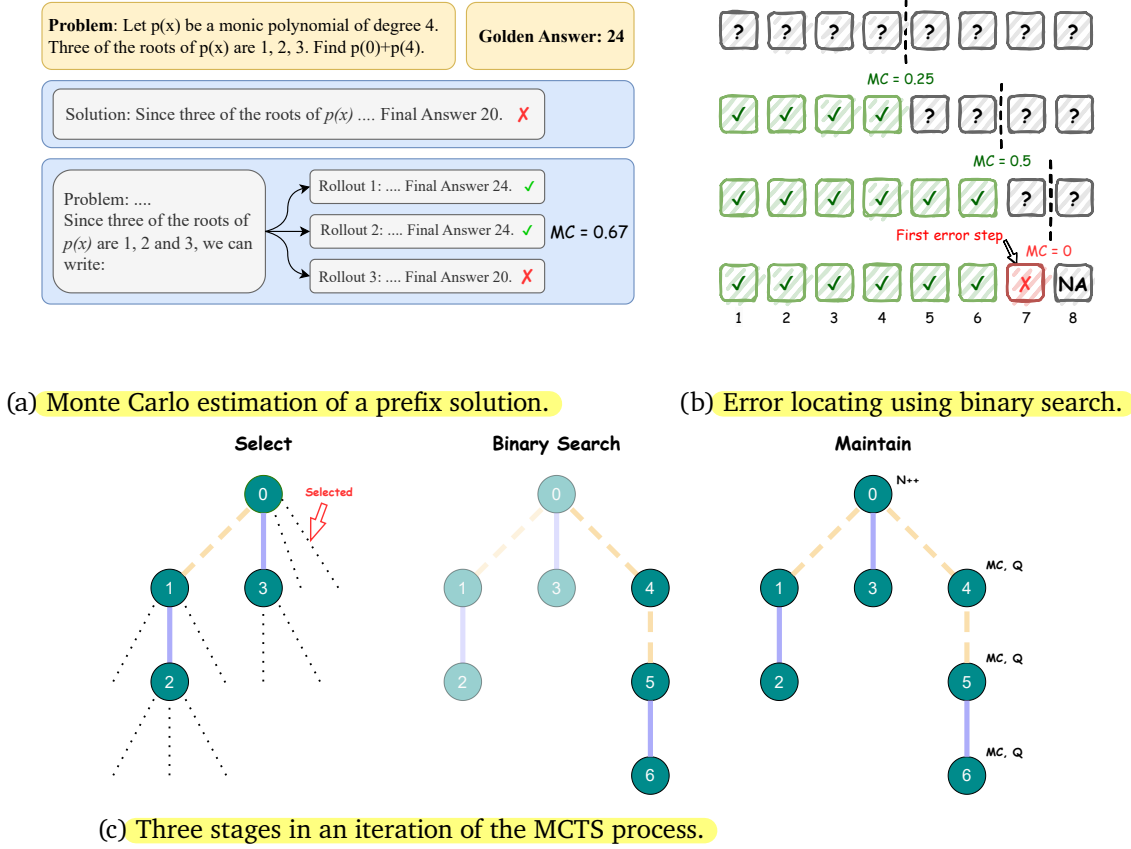 Problem: Let p(x) be a monic polynomial of degree 4.
Three of the roots of p(x) are 1, 2, 3. Find p(0)+p(4).
Golden Answer: 24
Solution: Since three of the roots of p(x) .... Final Answer 20. ✗
Problem: ....
Since three of the roots of
p(x) are 1, 2 and 3, we can
write:
Rollout 1: .... Final Answer 24. ✓
Rollout 2: .... Final Answer 24. ✓
Rollout 3: .... Final Answer 20. ✗
MC = 0.67
(a) Monte Carlo estimation of a prefix solution.
? ? ? ? ? ? ? ?
MC = 0.25
✓ ✓ ✓ ✓ ? ? ? ?
MC = 0.5
✓ ✓ ✓ ✓ ✓ ✓ ? ?
First error step
MC = 0
✓ ✓ ✓ ✓ ✓ ✓ ✗ NA
1 2 3 4 5 6 7 8
(b) Error locating using binary search.
Select
0
Selected
1 3
2
Binary Search
0
1 3 4
2 5
6
Maintain
0 N++
1 3 4 MC, Q
2 5 MC, Q
6 MC, Q
(c) Three stages in an iteration of the MCTS process.